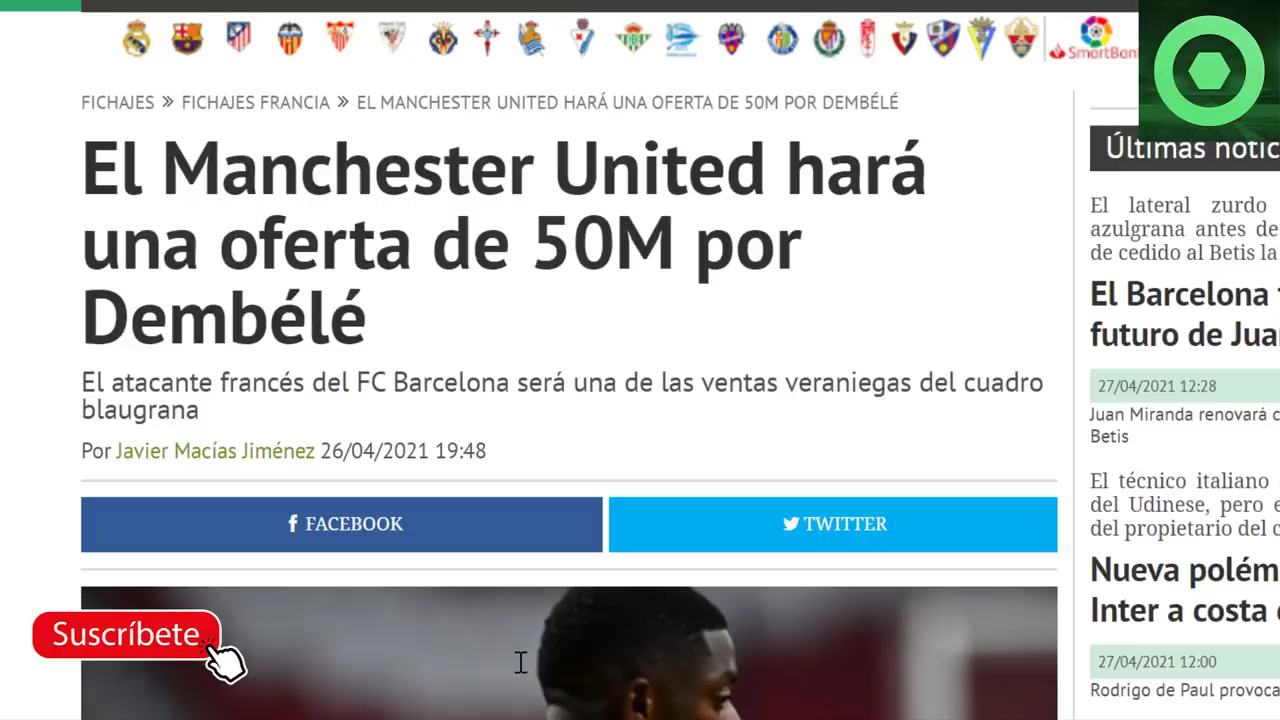 SmartBank
FICHAJES » FICHAJES FRANCIA » EL MANCHESTER UNITED HARÁ UNA OFERTA DE 50M POR DEMBÉLÉ
El Manchester United hará
una oferta de 50M por
Dembélé
El atacante francés del FC Barcelona será una de las ventas veraniegas del cuadro
blaugrana
Por Javier Macías Jiménez 26/04/2021 19:48
FACEBOOK
TWITTER
Suscríbete
Últimas notic
El lateral zurdo
azulgrana antes de
de cedido al Betis la
El Barcelona
futuro de Jua
27/04/2021 12:28
Juan Miranda renovará c
Betis
El técnico italiano
del Udinese, pero e
del propietario del c
Nueva polém
Inter a costa
27/04/2021 12:00
Rodrigo de Paul provoca